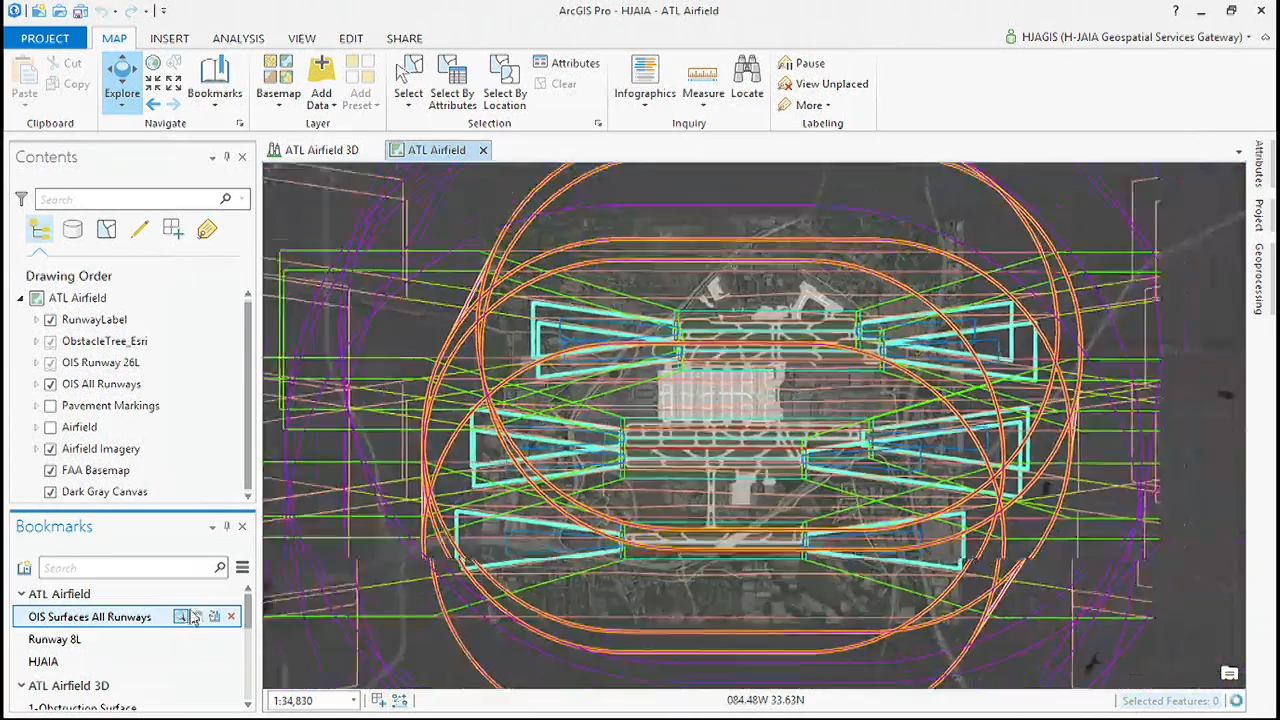 ArcGIS Pro - HJAIA - ATL Airfield
?
PROJECT MAP INSERT ANALYSIS VIEW EDIT SHARE
HJAGIS (H-JAIA Geospatial Services Gateway)
Paste
Cut
Copy
Clipboard
Explore
Bookmarks
Navigate
Basemap
Add
Data
Add
Preset
Layer
Select
Select By
Attributes
Select By
Location
Attributes
Clear
Selection
Infographics
Measure
Locate
Inquiry
Pause
View Unplaced
More
Labeling
Contents
Search
Drawing Order
ATL Airfield
RunwayLabel
ObstacleTree_Esri
OIS Runway 26L
OIS All Runways
Pavement Markings
Airfield
Airfield Imagery
FAA Basemap
Dark Gray Canvas
Bookmarks
Search
ATL Airfield
OIS Surfaces All Runways
Runway 8L
HJAIA
ATL Airfield 3D
1-Obstruction Surface
ATL Airfield 3D
ATL Airfield
1:34,830
084.48W 33.63N
Selected Features: 0
Attributes
Project
Geoprocessing